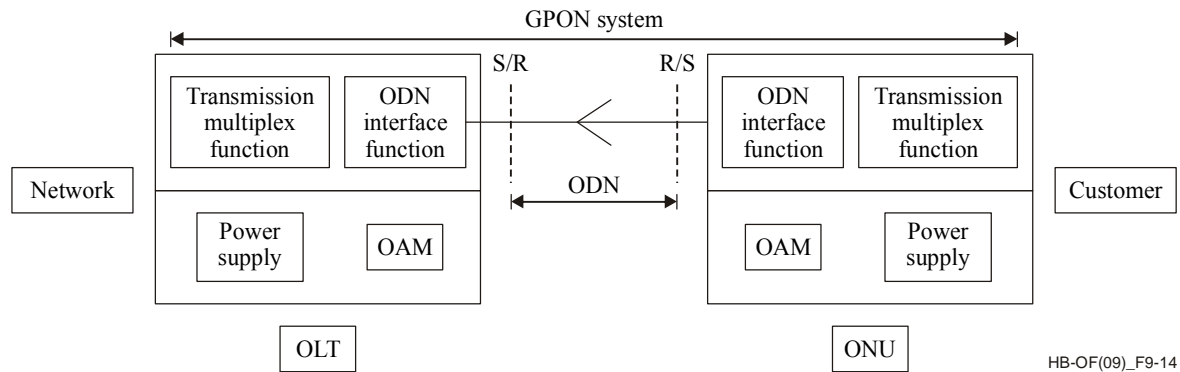 GPON system
S/R
R/S
Transmission
multiplex
function
ODN
interface
function
ODN
interface
function
Transmission
multiplex
function
Network
ODN
Customer
Power
supply
OAM
OAM
Power
supply
OLT
ONU
HB-OF(09)_F9-14